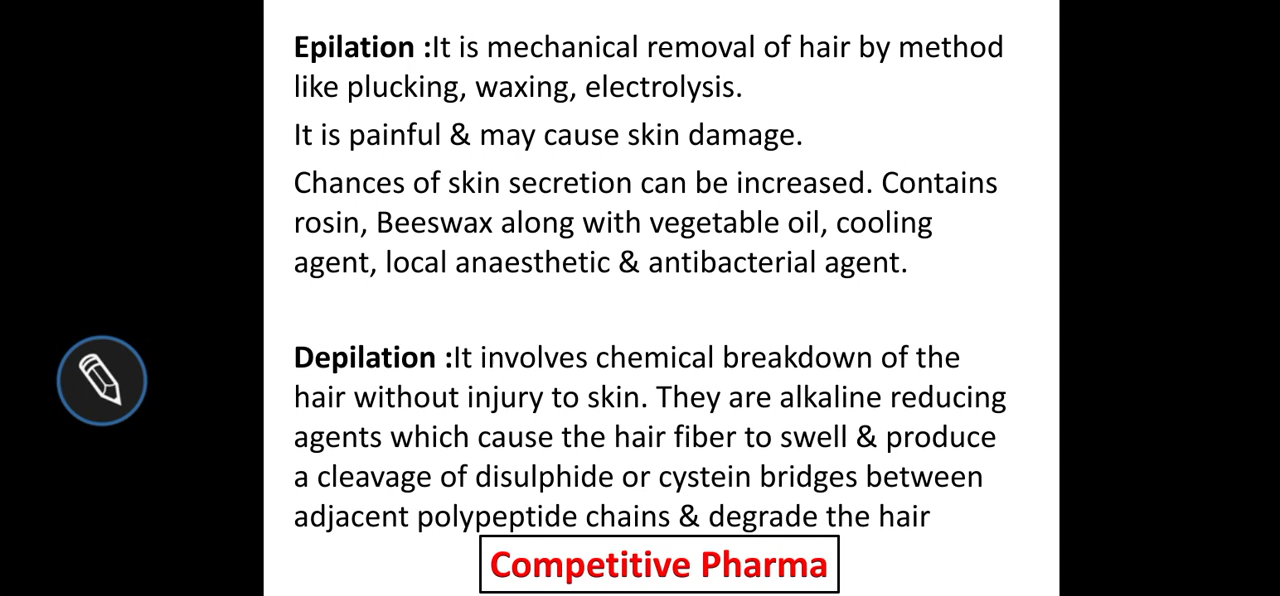 Epilation :It is mechanical removal of hair by method
like plucking, waxing, electrolysis.
It is painful & may cause skin damage.
Chances of skin secretion can be increased. Contains
rosin, Beeswax along with vegetable oil, cooling
agent, local anaesthetic & antibacterial agent.
Depilation :It involves chemical breakdown of the
hair without injury to skin. They are alkaline reducing
agents which cause the hair fiber to swell & produce
a cleavage of disulphide or cystein bridges between
adjacent polypeptide chains & degrade the hair
Competitive Pharma